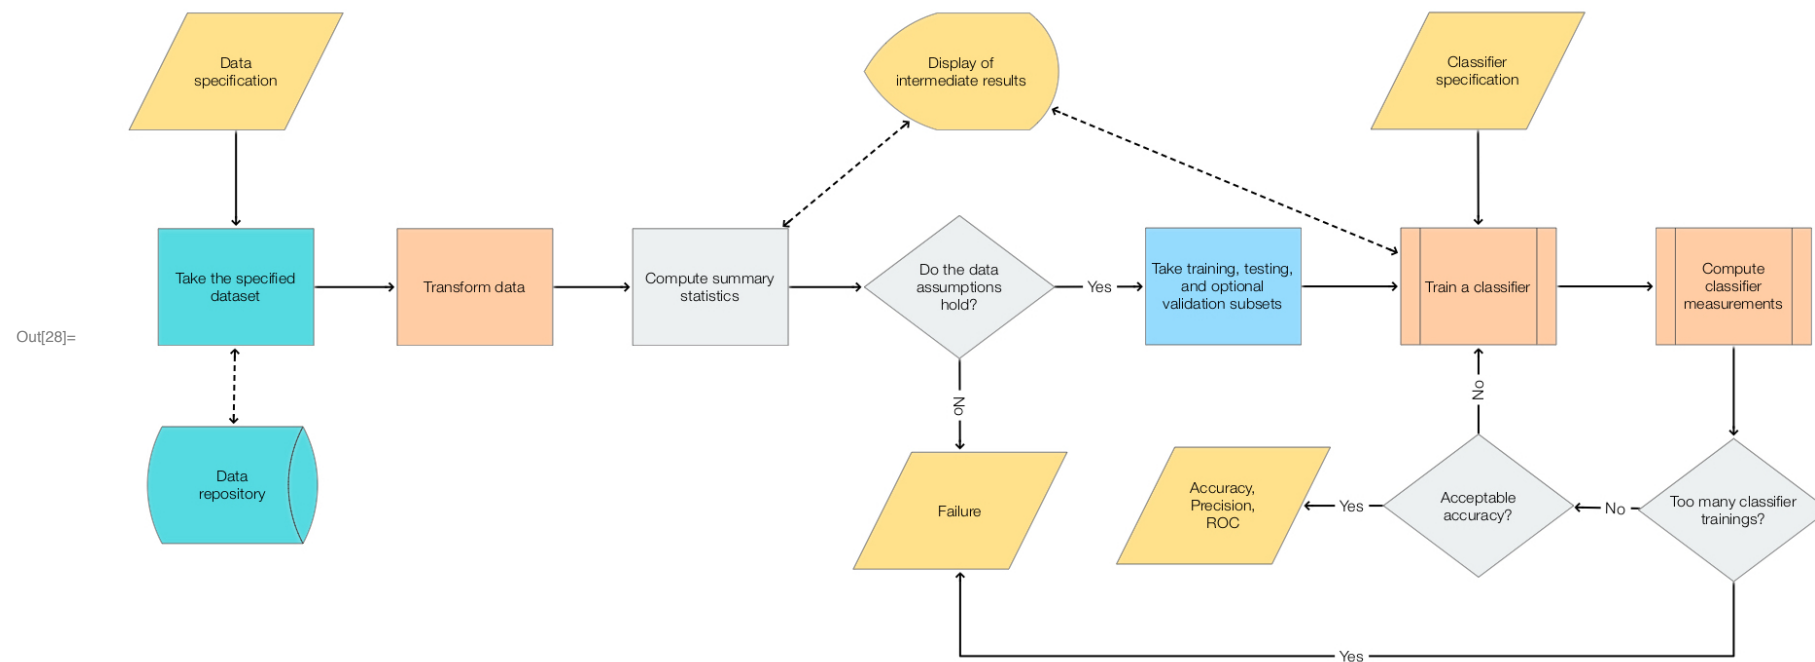 Data
specification
Display of
intermediate results
Classifier
specification
Take the specified
dataset
Transform data
Compute summary
statistics
Do the data
assumptions
hold?
Yes
Take training, testing,
and optional
validation subsets
Train a classifier
Compute
classifier
measurements
Out[28]=
No
No
Data
repository
Failure
Accuracy,
Precision,
ROC
Yes
Acceptable
accuracy?
No
Too many classifier
trainings?
Yes